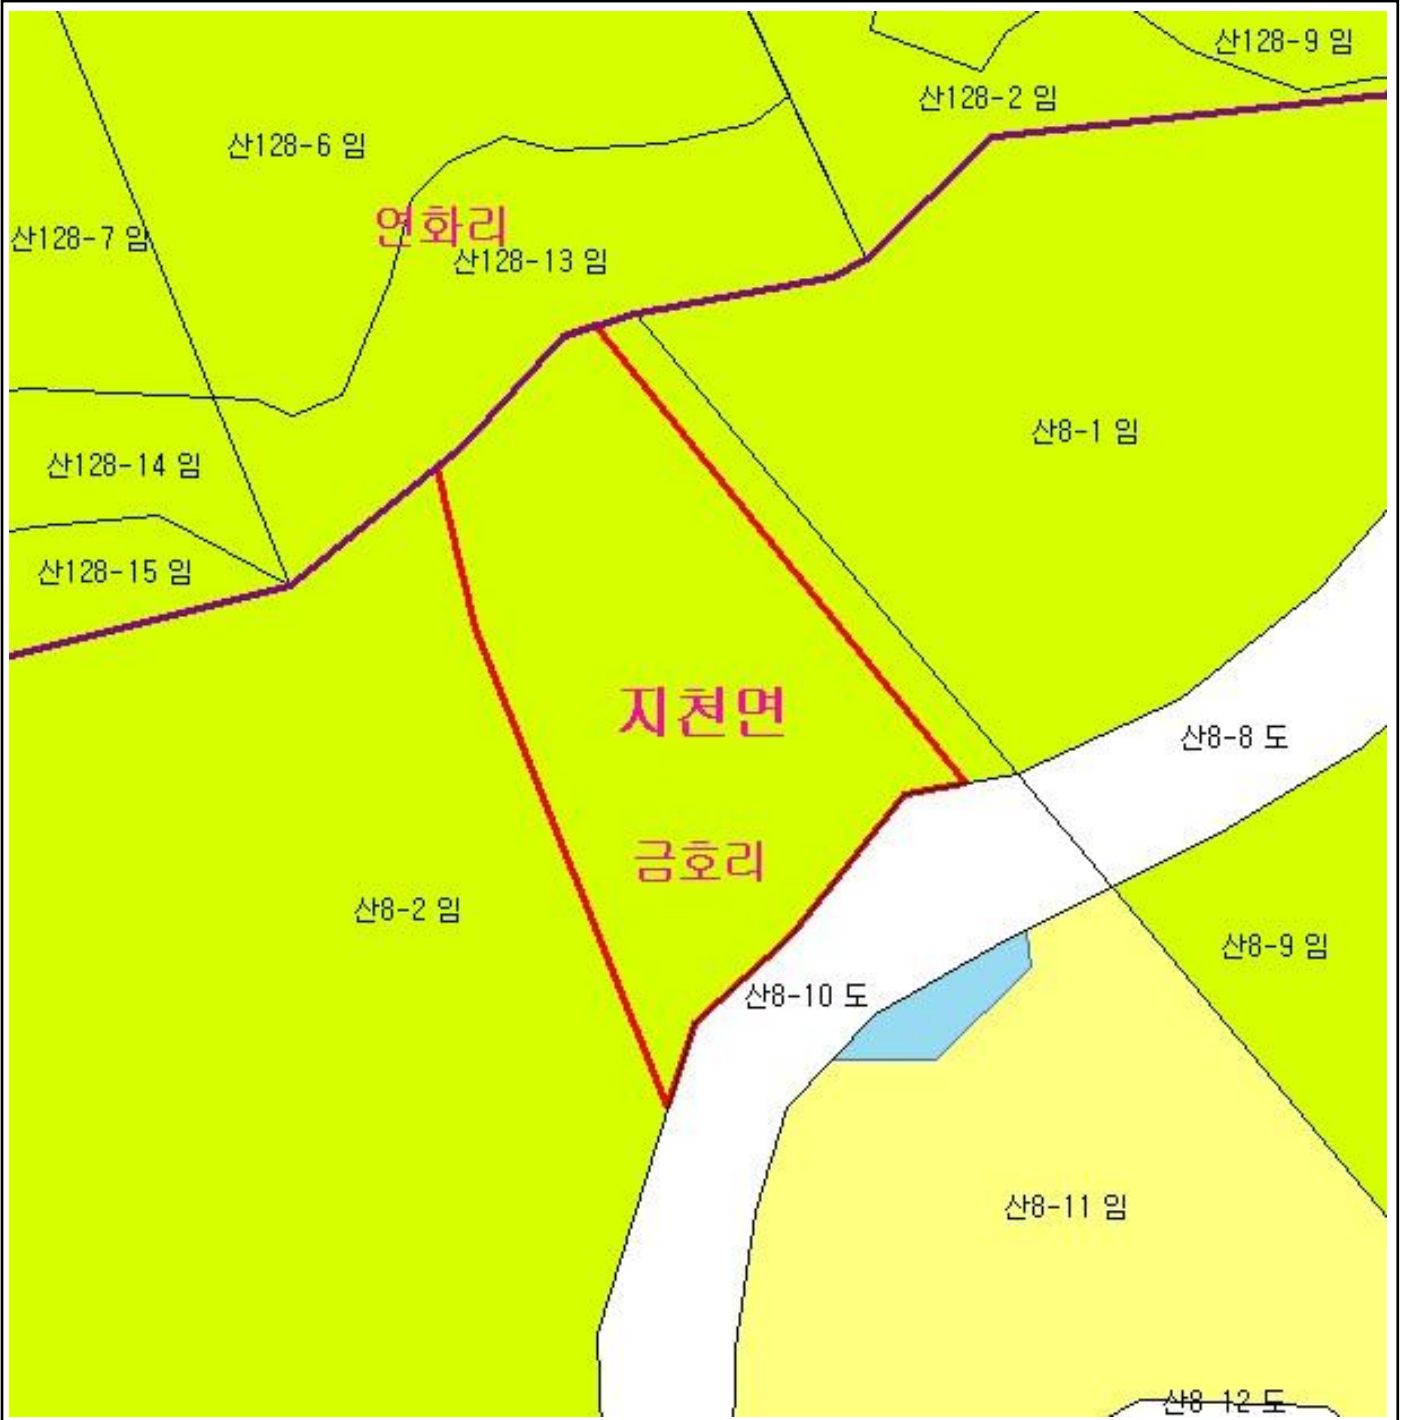 산128-9 임
산128-2 임
산128-6 임
연화리
산128-7 임
산128-13 임
산8-1 임
산128-14 임
산128-15 임
지천면
산8-8 도
금호리
산8-2 임
산8-9 임
산8-10 도
산8-11 임
산8-12 도